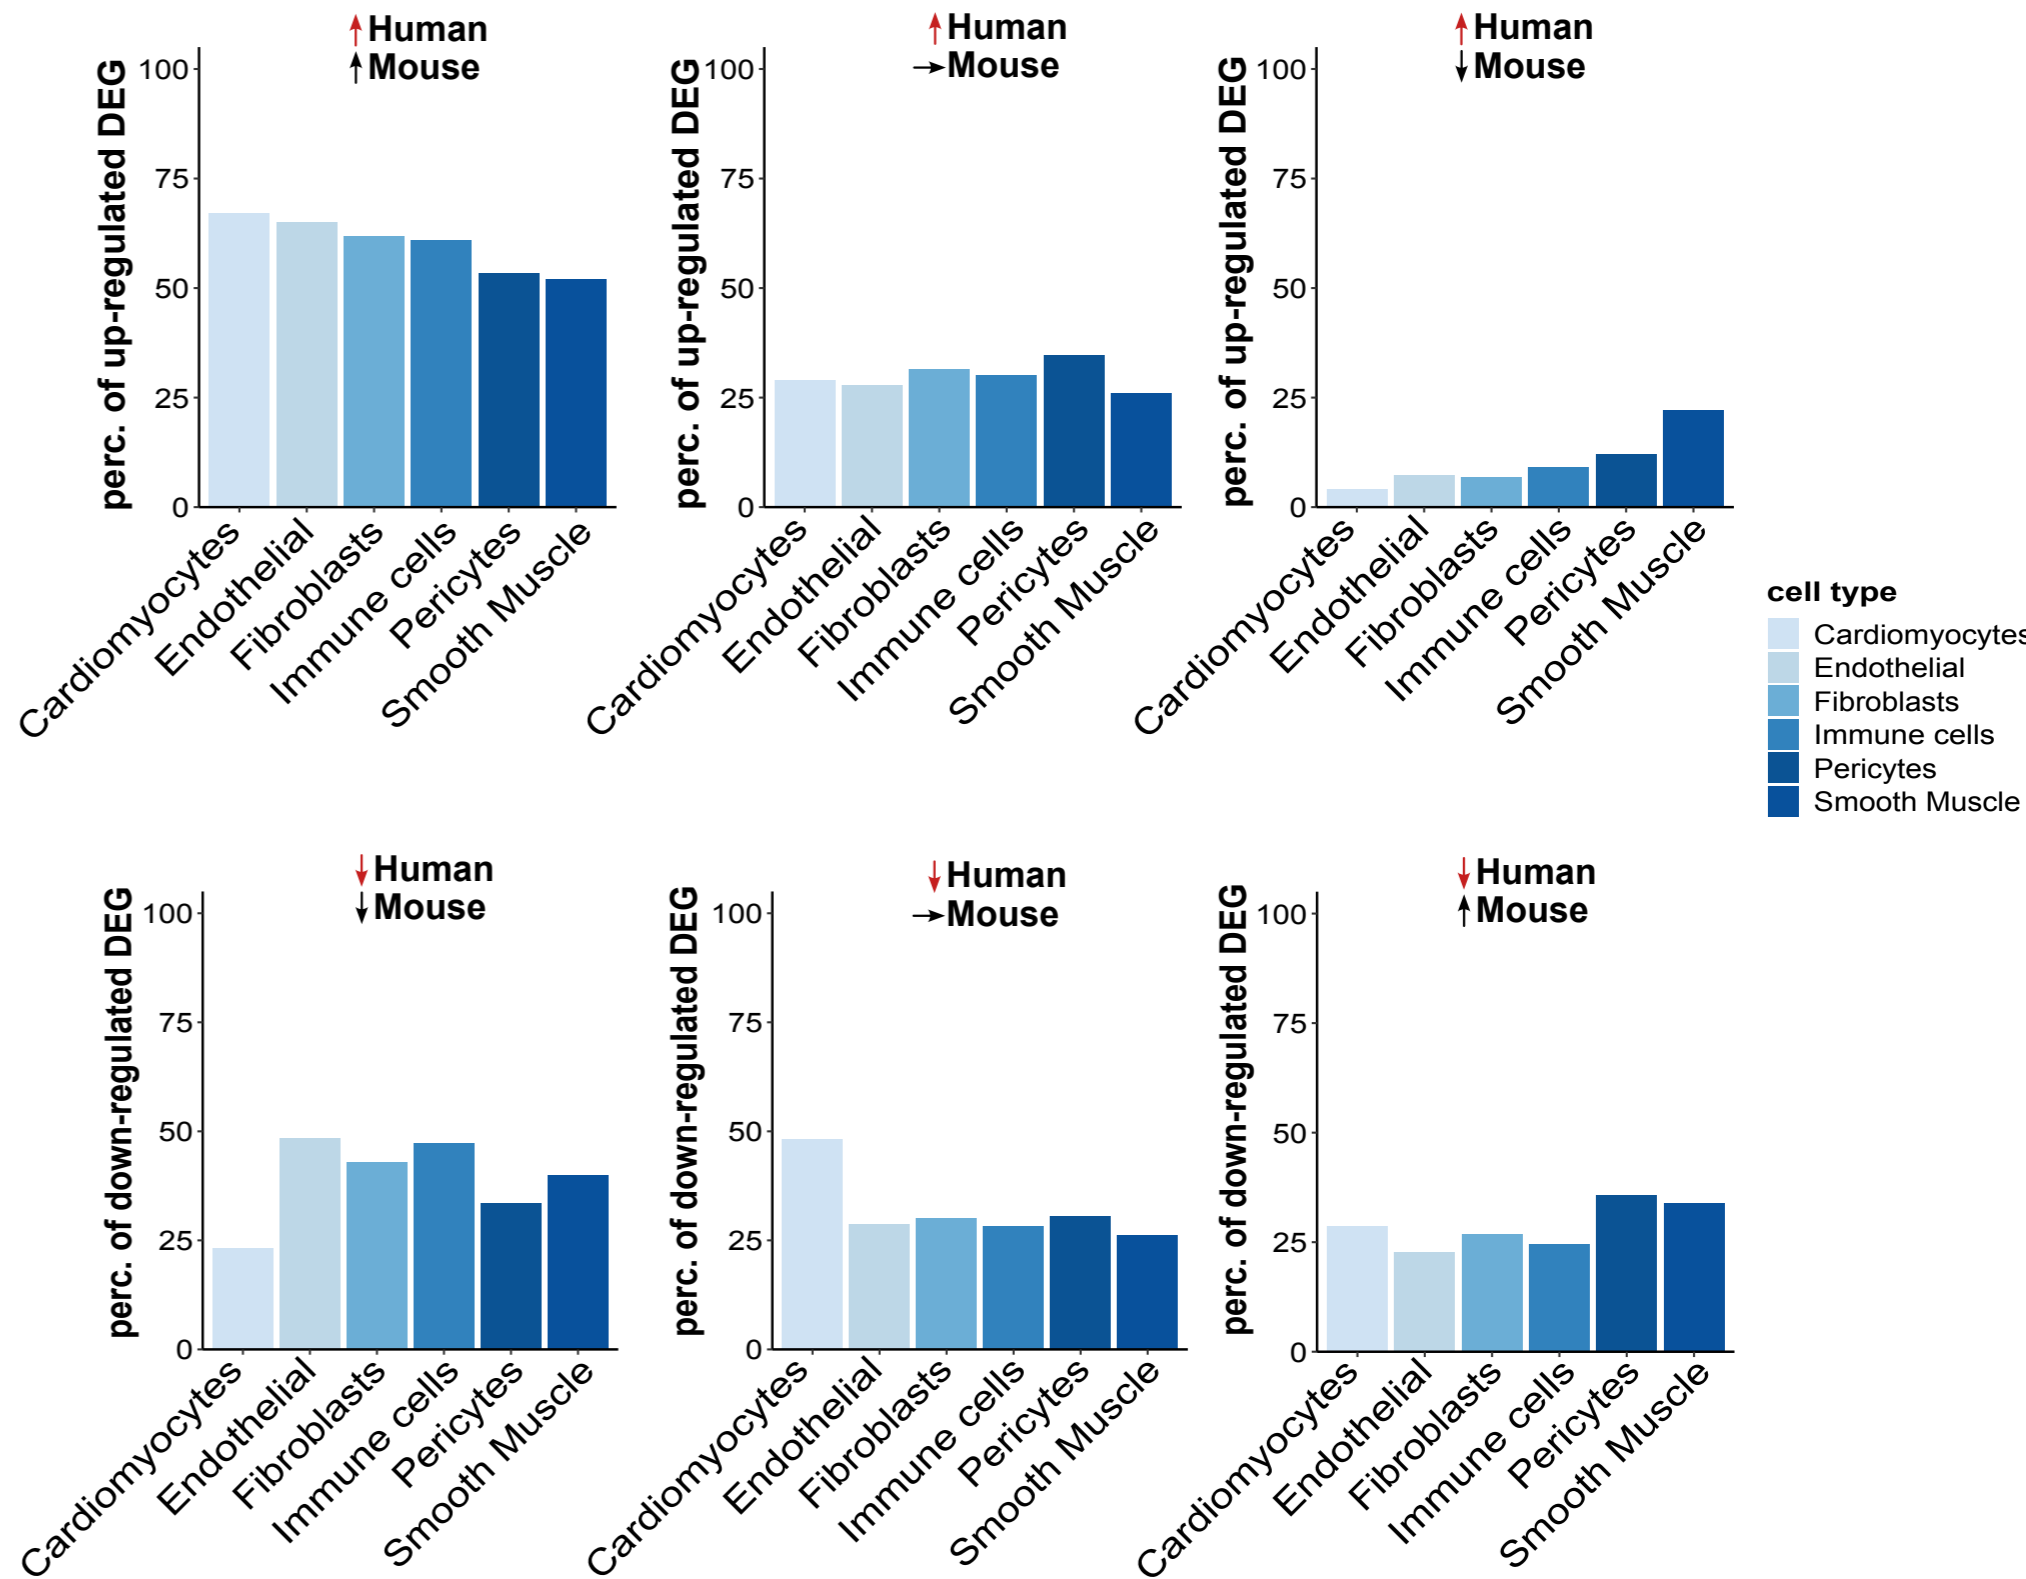 Human
Mouse
perc. of up-regulated DEG
100
75
50
25
0
Cardiomyocytes
Endothelial
Fibroblasts
Immune cells
Pericytes
Smooth Muscle
Human
Mouse
perc. of up-regulated DEG
100
75
50
25
0
Cardiomyocytes
Endothelial
Fibroblasts
Immune cells
Pericytes
Smooth Muscle
Human
Mouse
perc. of up-regulated DEG
100
75
50
25
0
Cardiomyocytes
Endothelial
Fibroblasts
Immune cells
Pericytes
Smooth Muscle
cell type
Cardiomyocytes
Endothelial
Fibroblasts
Immune cells
Pericytes
Smooth Muscle
Human
Mouse
perc. of down-regulated DEG
100
75
50
25
0
Cardiomyocytes
Endothelial
Fibroblasts
Immune cells
Pericytes
Smooth Muscle
Human
Mouse
perc. of down-regulated DEG
100
75
50
25
0
Cardiomyocytes
Endothelial
Fibroblasts
Immune cells
Pericytes
Smooth Muscle
Human
Mouse
perc. of down-regulated DEG
100
75
50
25
0
Cardiomyocytes
Endothelial
Fibroblasts
Immune cells
Pericytes
Smooth Muscle